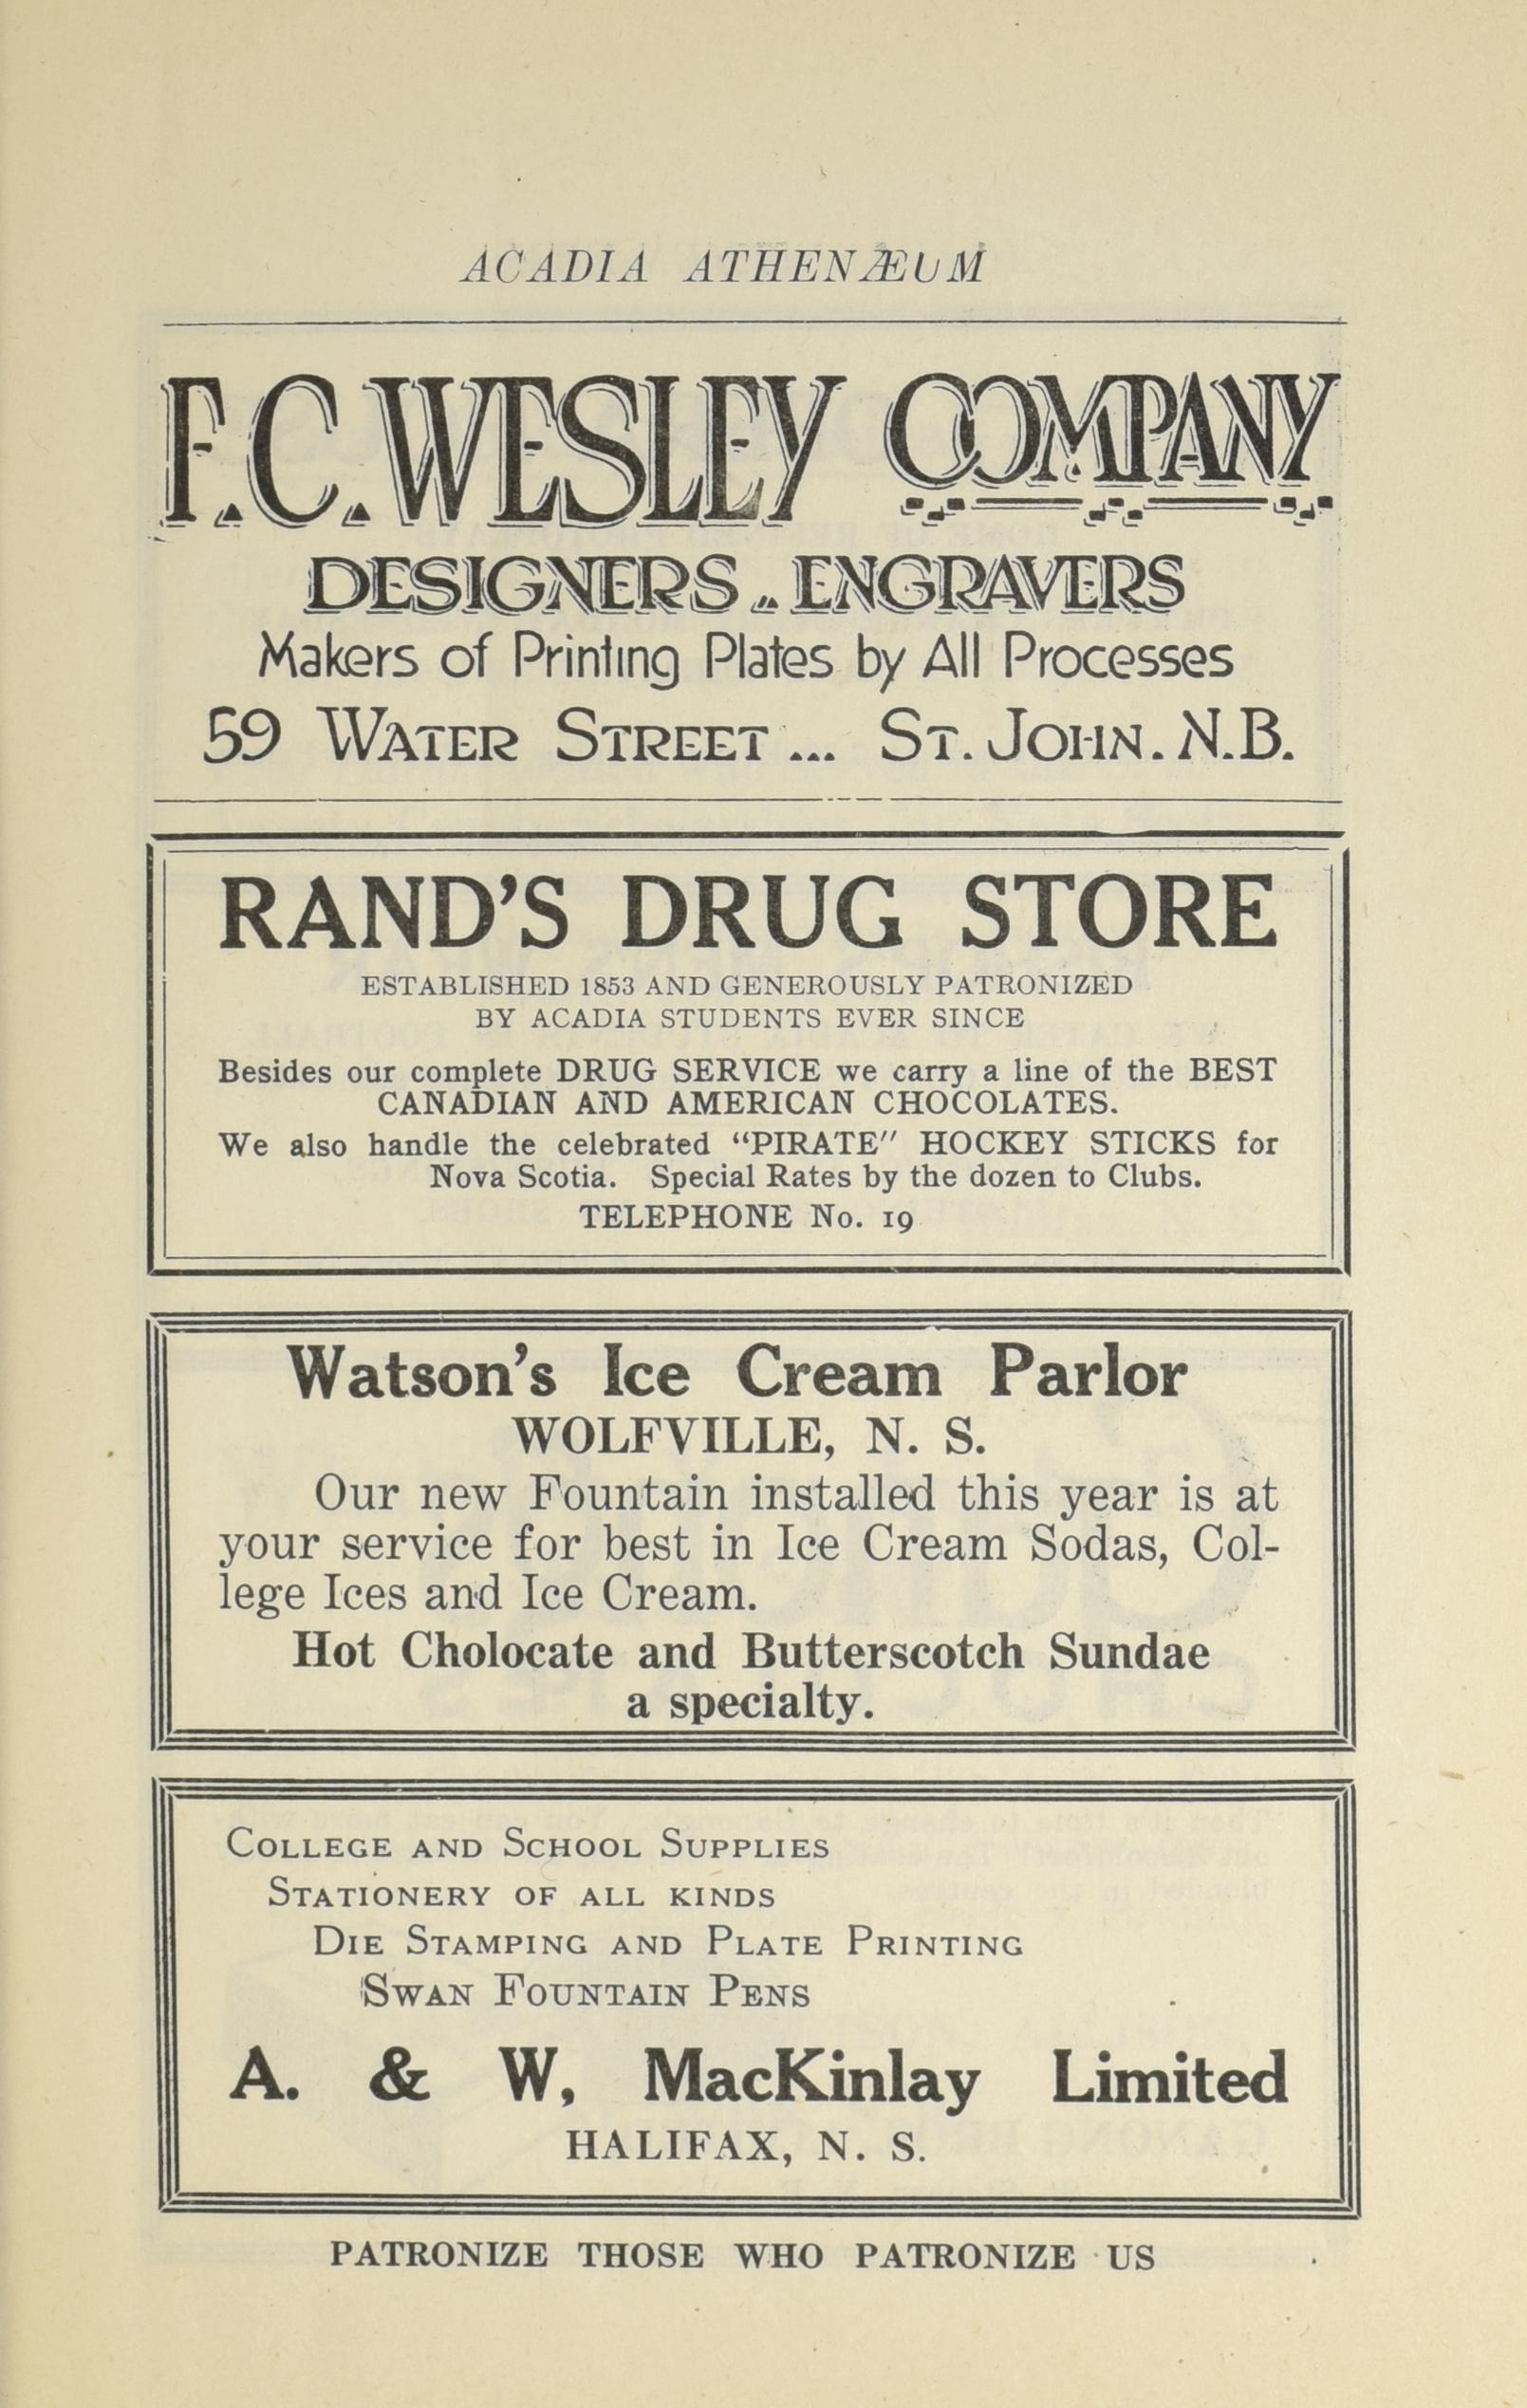 ACADIA ATHENÆUM
F. C. WESLEY COMPANY
DESIGNERS .. ENGRAVERS
Makers of Printing Plates by All Processes
59 WATER STREET ... ST. JOHN. N.B.
RAND'S DRUG STORE
ESTABLISHED 1853 AND GENEROUSLY PATRONIZED
BY ACADIA STUDENTS EVER SINCE
Besides our complete DRUG SERVICE we carry a line of the BEST
CANADIAN AND AMERICAN CHOCOLATES.
We also handle the celebrated “PIRATE” HOCKEY STICKS for
Nova Scotia. Special Rates by the dozen to Clubs.
TELEPHONE No. 19
Watson's Ice Cream Parlor
WOLFVILLE, N. S.
Our new Fountain installed this year is at
your service for best in Ice Cream Sodas, Col-
lege Ices and Ice Cream.
Hot Cholocate and Butterscotch Sundae
a specialty.
COLLEGE AND SCHOOL SUPPLIES
STATIONERY OF ALL KINDS
DIE STAMPING AND PLATE PRINTING
SWAN FOUNTAIN PENS
A. & W, MacKinlay Limited
HALIFAX, N. S.
PATRONIZE THOSE WHO PATRONIZE US